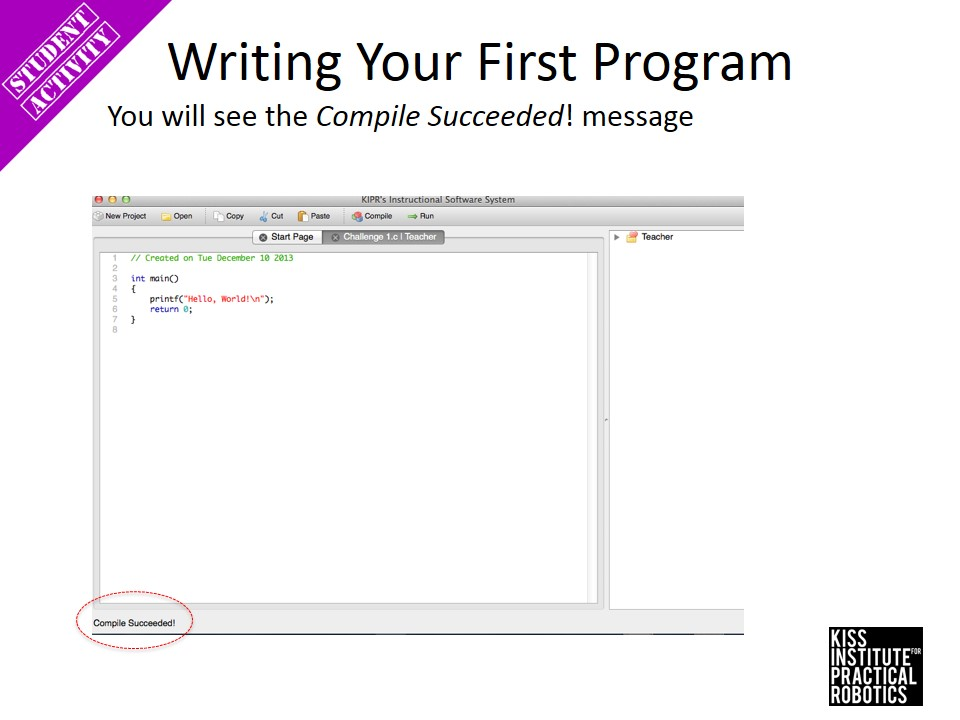 STUDENT
ACTIVITY
Writing Your First Program
You will see the Compile Succeeded! message
KIPR's Instructional Software System
New Project Open Copy Cut Paste Compile Run
Start Page Challenge 1.c | Teacher
Teacher
1 // Created on Tue December 10 2013
2
3 int main()
4 {
5 printf("Hello, World!\n");
6 return 0;
7 }
8
Compile Succeeded!
KISS
INSTITUTE FOR
PRACTICAL
ROBOTICS